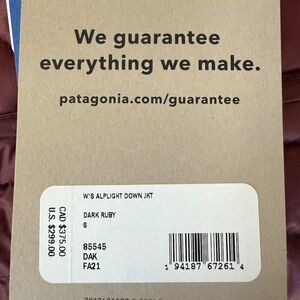 We guarantee
everything we make.
patagonia.com/guarantee
W'S ALPLIGHT DOWN JKT
DARK RUBY
S
85545
DAK
FA21
1 94187 67261 4
CAD $375.00
U.S. $299.00